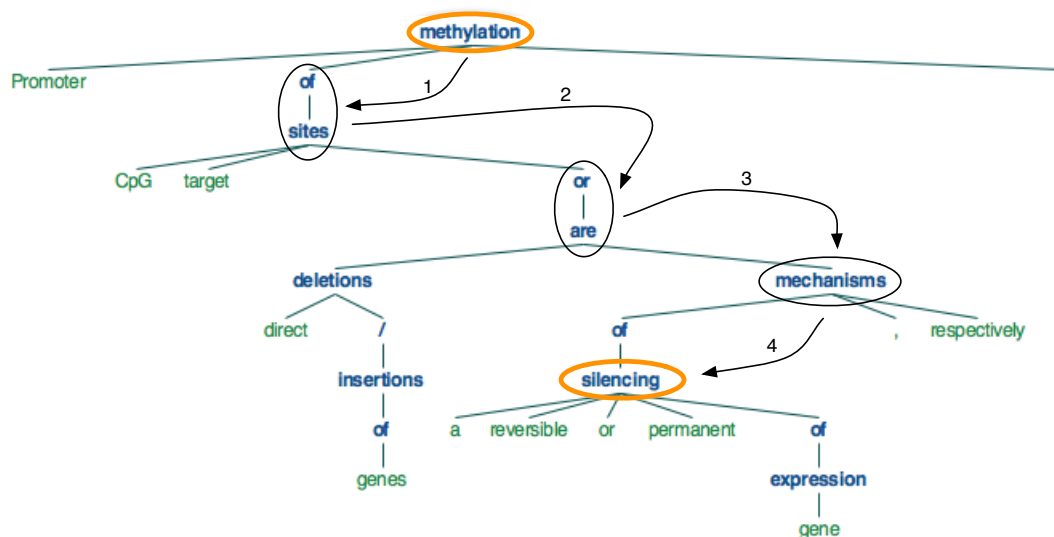 methylation
Promoter
of
1
2
sites
CpG target
or
3
are
deletions
mechanisms
direct / of , respectively
4
insertions
silencing
of
a reversible or permanent of
genes
expression
gene